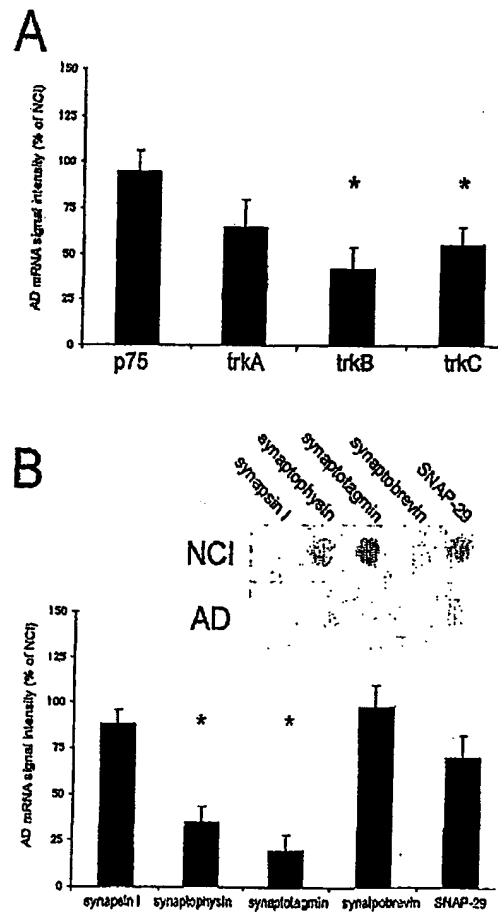 A
AD mRNA signal intensity (% of NCI)
150
125
100
75
50
25
0
* *
p75 trkA trkB trkC
B
synapsin I
synaptophysin
synaptotagmin
synaptobrevin
SNAP-29
NCI
AD
AD mRNA signal intensity (% of NCI)
150
125
100
75
50
25
0
* *
synapsin I synaptophysin synaptotagmin synalpobrevin SNAP-29